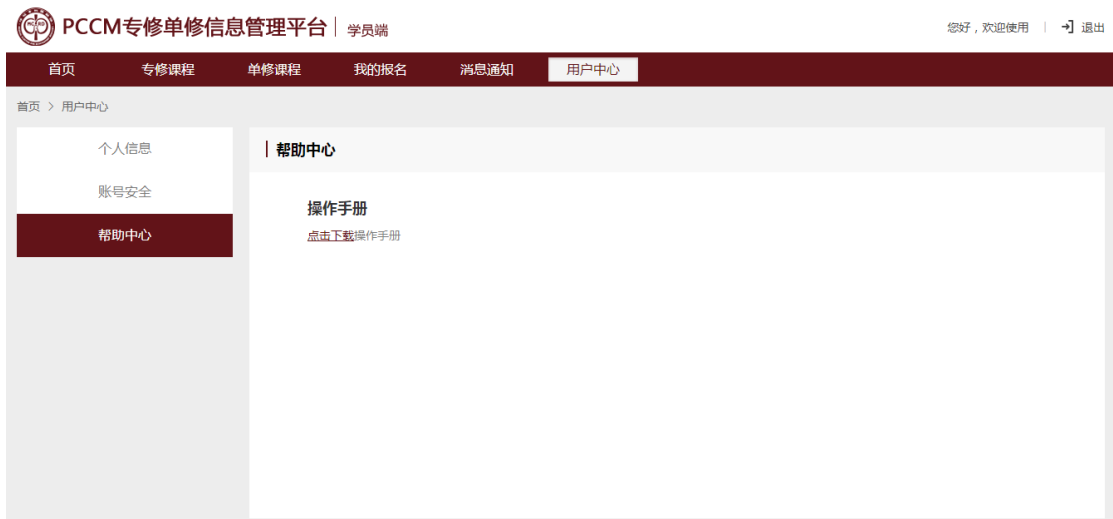 PCCM专修单修信息管理平台 学员端 您好，欢迎使用 退出
首页 专修课程 单修课程 我的报名 消息通知 用户中心
首页 > 用户中心
个人信息
账号安全
帮助中心
帮助中心
操作手册
点击下载操作手册